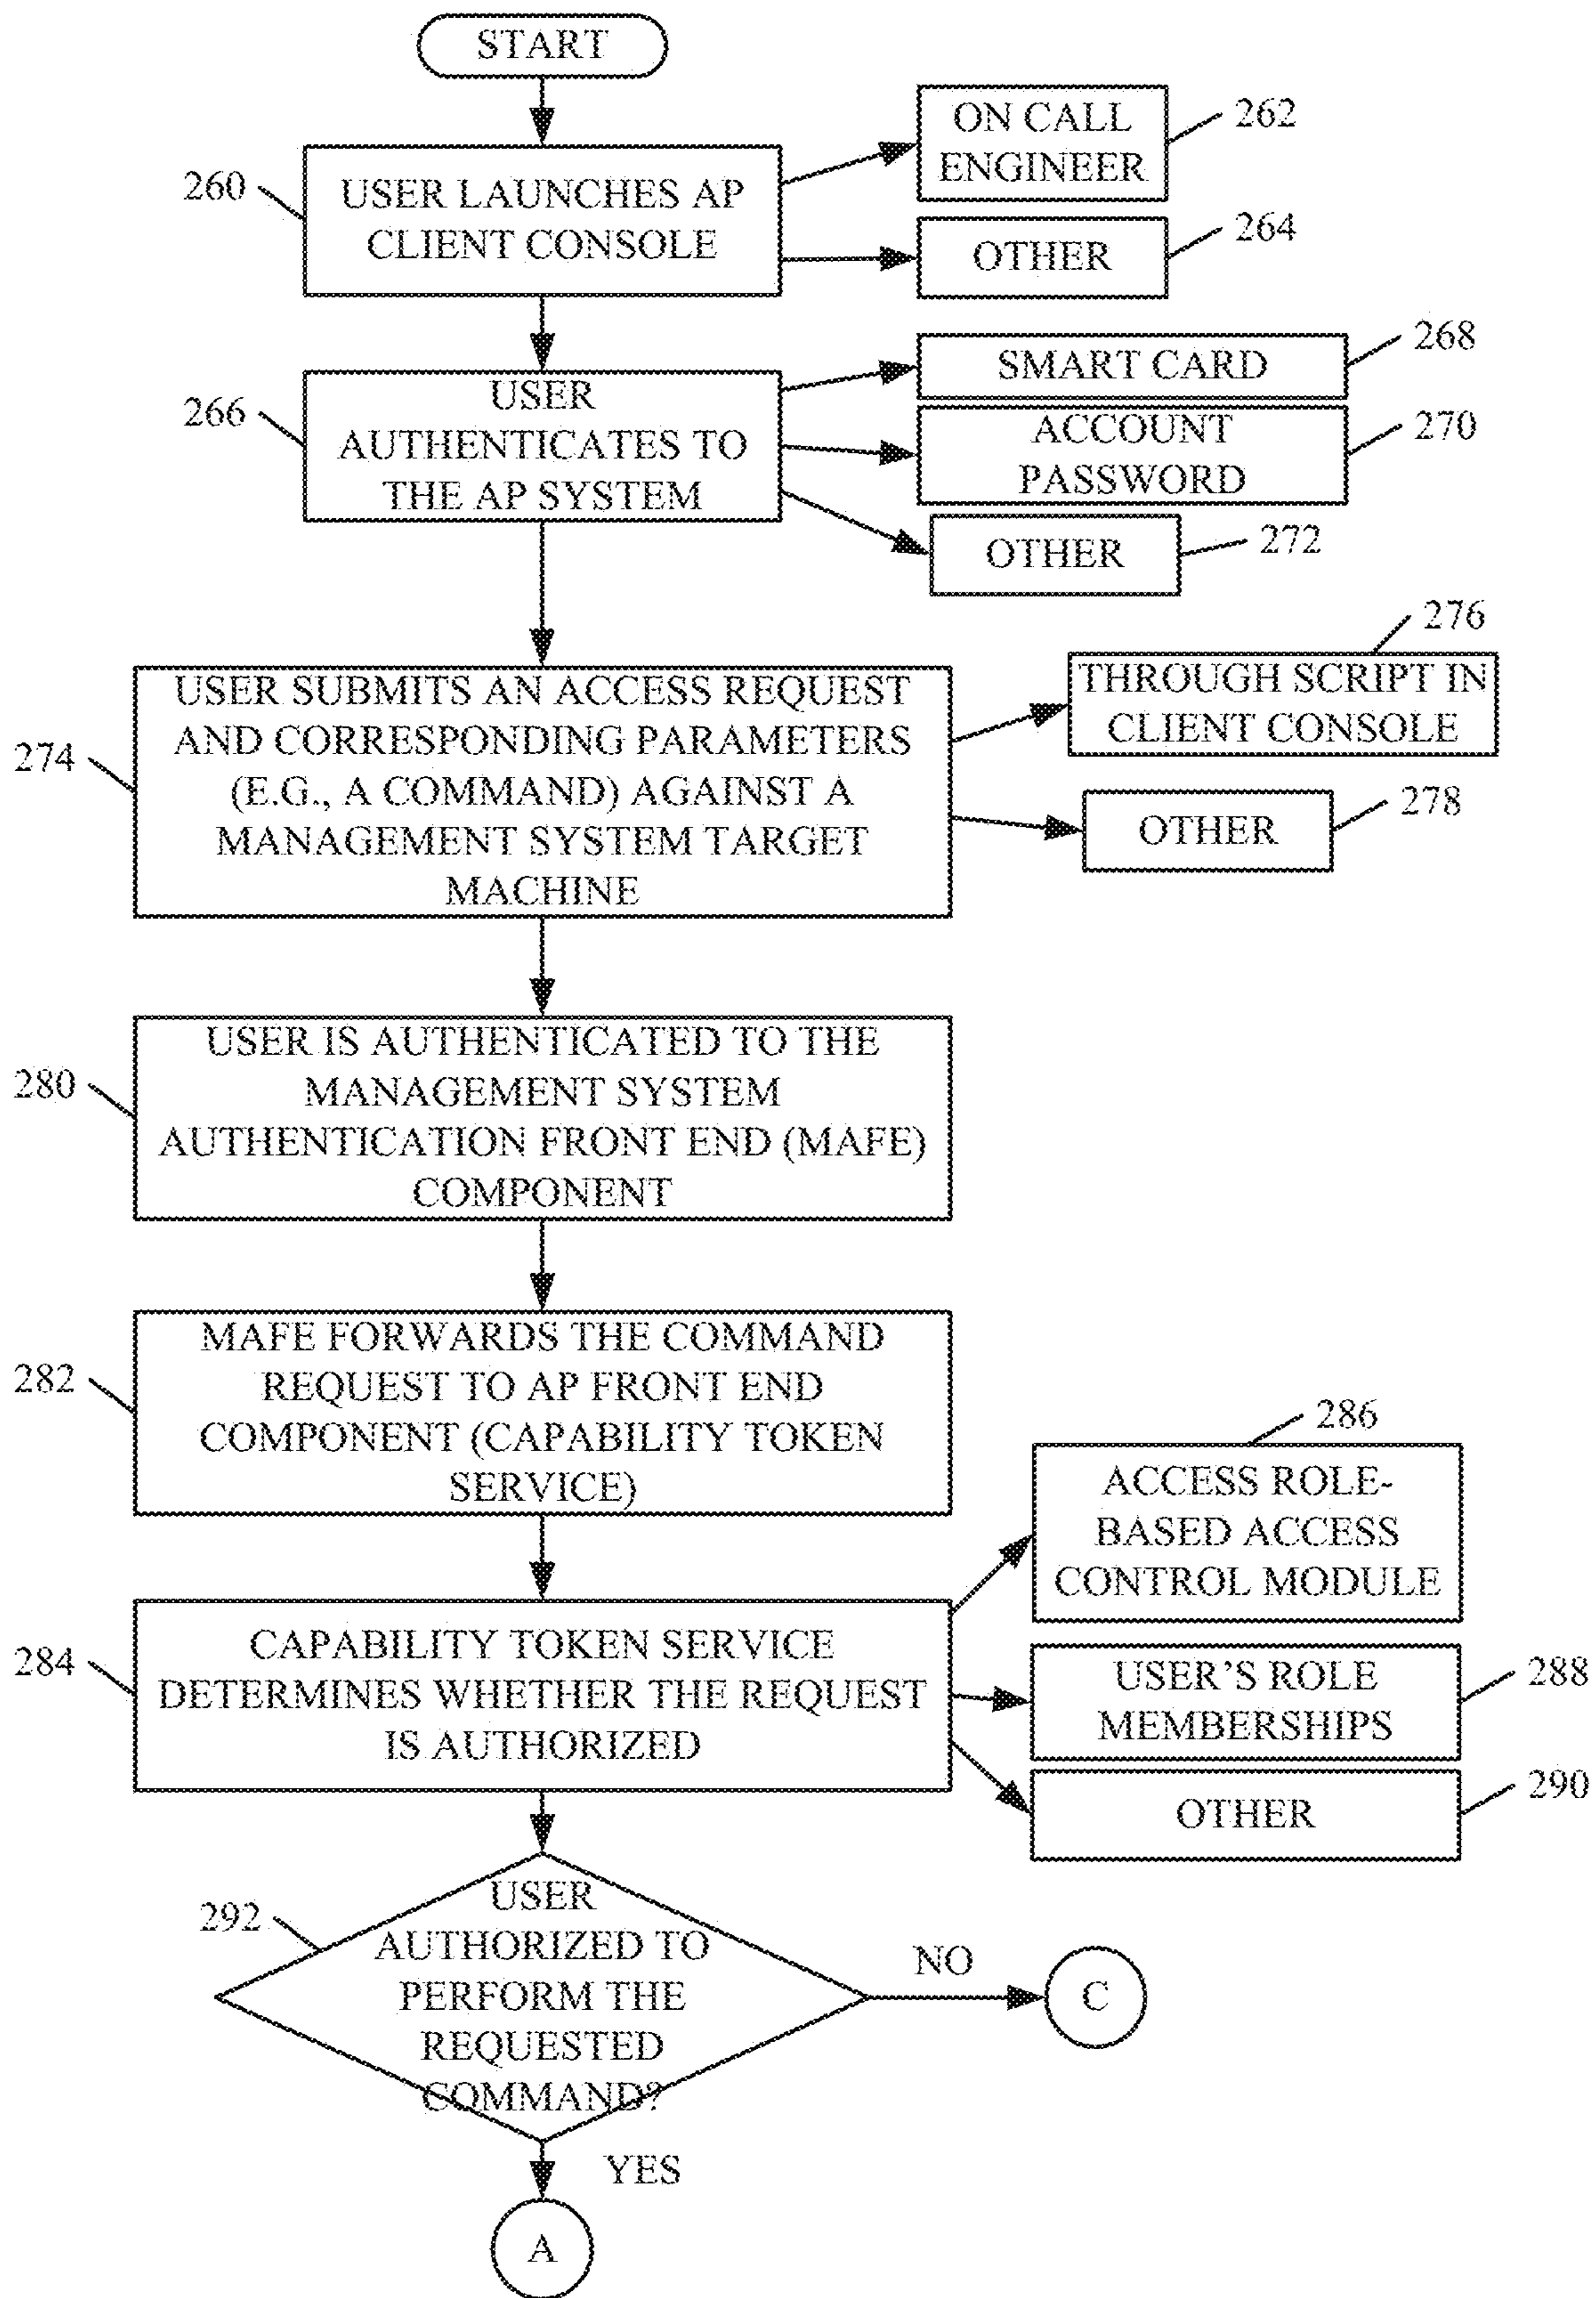 START
260
USER LAUNCHES AP
CLIENT CONSOLE
ON CALL
ENGINEER
262
OTHER
264
266
USER
AUTHENTICATES TO
THE AP SYSTEM
SMART CARD
268
ACCOUNT
PASSWORD
270
OTHER
272
274
USER SUBMITS AN ACCESS REQUEST
AND CORRESPONDING PARAMETERS
(E.G., A COMMAND) AGAINST A
MANAGEMENT SYSTEM TARGET
MACHINE
276
THROUGH SCRIPT IN
CLIENT CONSOLE
OTHER
278
280
USER IS AUTHENTICATED TO THE
MANAGEMENT SYSTEM
AUTHENTICATION FRONT END (MAFE)
COMPONENT
282
MAFE FORWARDS THE COMMAND
REQUEST TO AP FRONT END
COMPONENT (CAPABILITY TOKEN
SERVICE)
284
CAPABILITY TOKEN SERVICE
DETERMINES WHETHER THE REQUEST
IS AUTHORIZED
286
ACCESS ROLE-
BASED ACCESS
CONTROL MODULE
USER'S ROLE
MEMBERSHIPS
288
OTHER
290
292
USER
AUTHORIZED TO
PERFORM THE
REQUESTED
COMMAND?
NO
C
YES
A